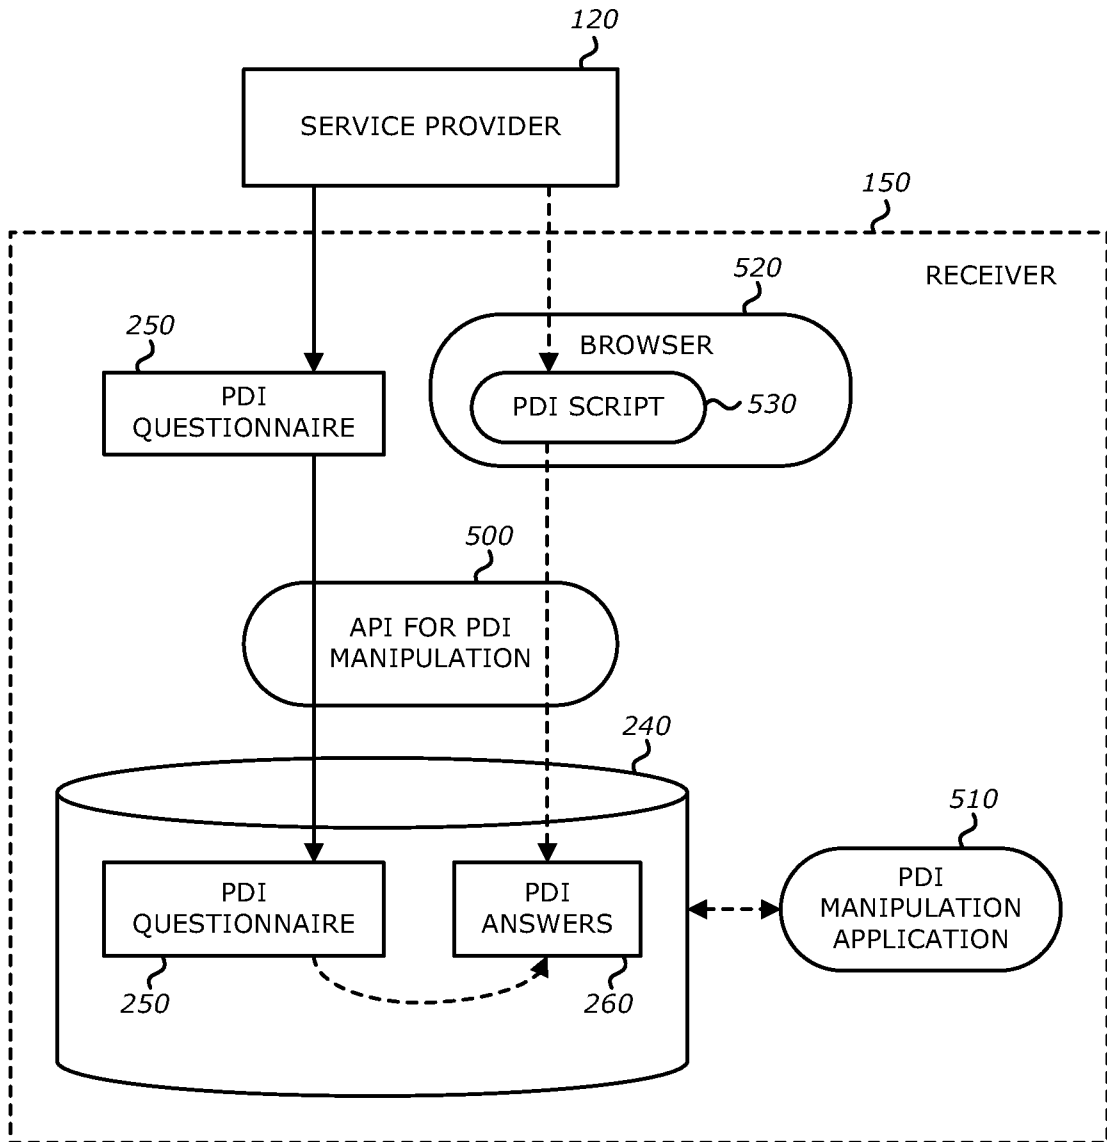 120
SERVICE PROVIDER
150
RECEIVER
520
BROWSER
250
PDI
QUESTIONNAIRE
PDI SCRIPT
530
500
API FOR PDI
MANIPULATION
240
510
PDI
QUESTIONNAIRE
PDI
ANSWERS
PDI
MANIPULATION
APPLICATION
250
260